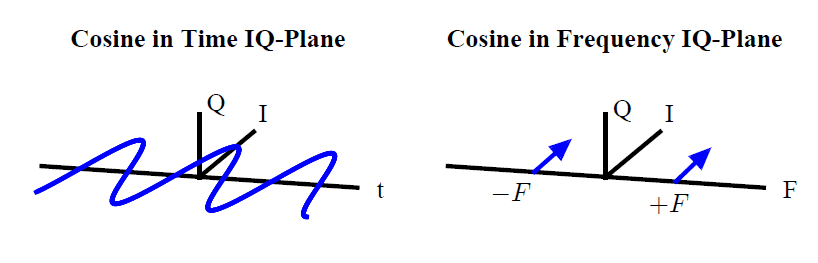 Cosine in Time IQ-Plane
Q
I
t
Cosine in Frequency IQ-Plane
Q
I
−F
+F
F